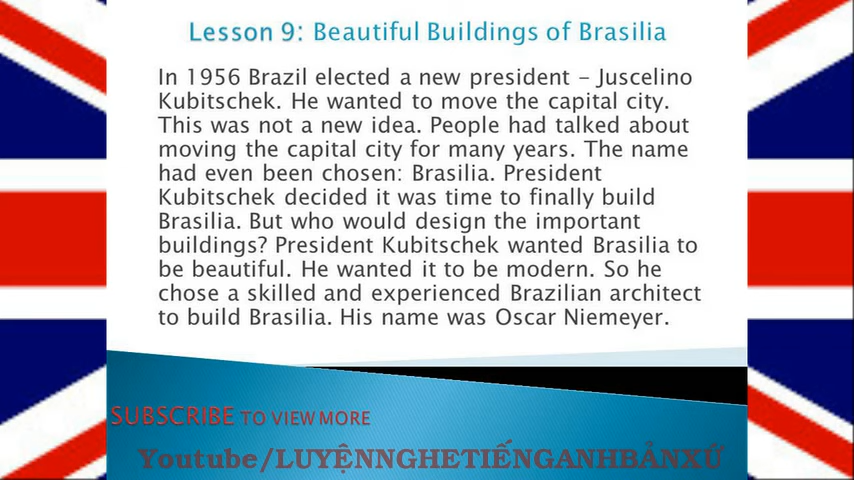 Lesson 9: Beautiful Buildings of Brasilia
In 1956 Brazil elected a new president – Juscelino
Kubitschek. He wanted to move the capital city.
This was not a new idea. People had talked about
moving the capital city for many years. The name
had even been chosen: Brasilia. President
Kubitschek decided it was time to finally build
Brasilia. But who would design the important
buildings? President Kubitschek wanted Brasilia to
be beautiful. He wanted it to be modern. So he
chose a skilled and experienced Brazilian architect
to build Brasilia. His name was Oscar Niemeyer.
SUBSCRIBE TO VIEW MORE
Youtube/LUYỆNNGHETIẾNGANHBẢNXỨ